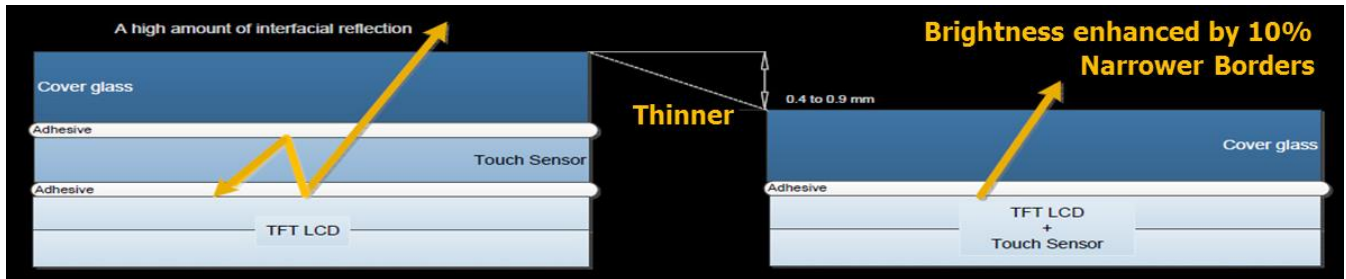 A high amount of interfacial reflection
Cover glass
Adhesive
Touch Sensor
Adhesive
TFT LCD
Thinner
0.4 to 0.9 mm
Brightness enhanced by 10%
Narrower Borders
Cover glass
Adhesive
TFT LCD
+
Touch Sensor